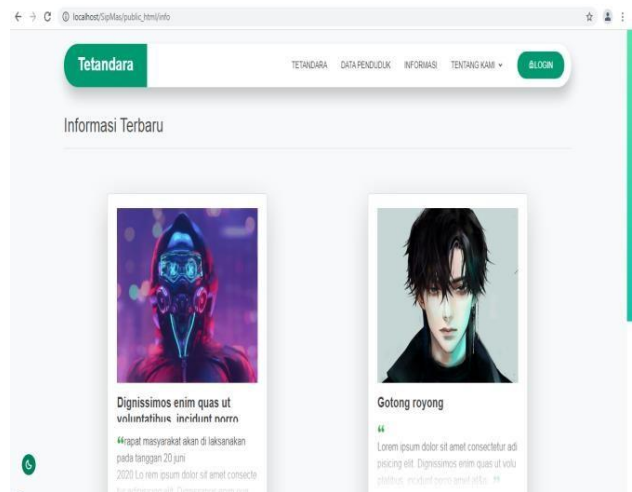 localhost/SipMas/public_html/info
Tetandara
TETANDARA DATA PENDUDUK INFORMASI TENTANG KAMI LOGIN
Informasi Terbaru
Dignissimos enim quas ut
voluptatibus, incidunt porro
“rapat masyarakat akan di laksanakan
pada tanggan 20 juni
2020 Lo rem ipsum dolor sit amet consecte
Gotong royong
“
Lorem ipsum dolor sit amet consectetur adi
pisicing elit. Dignissimos enim quas ut volu